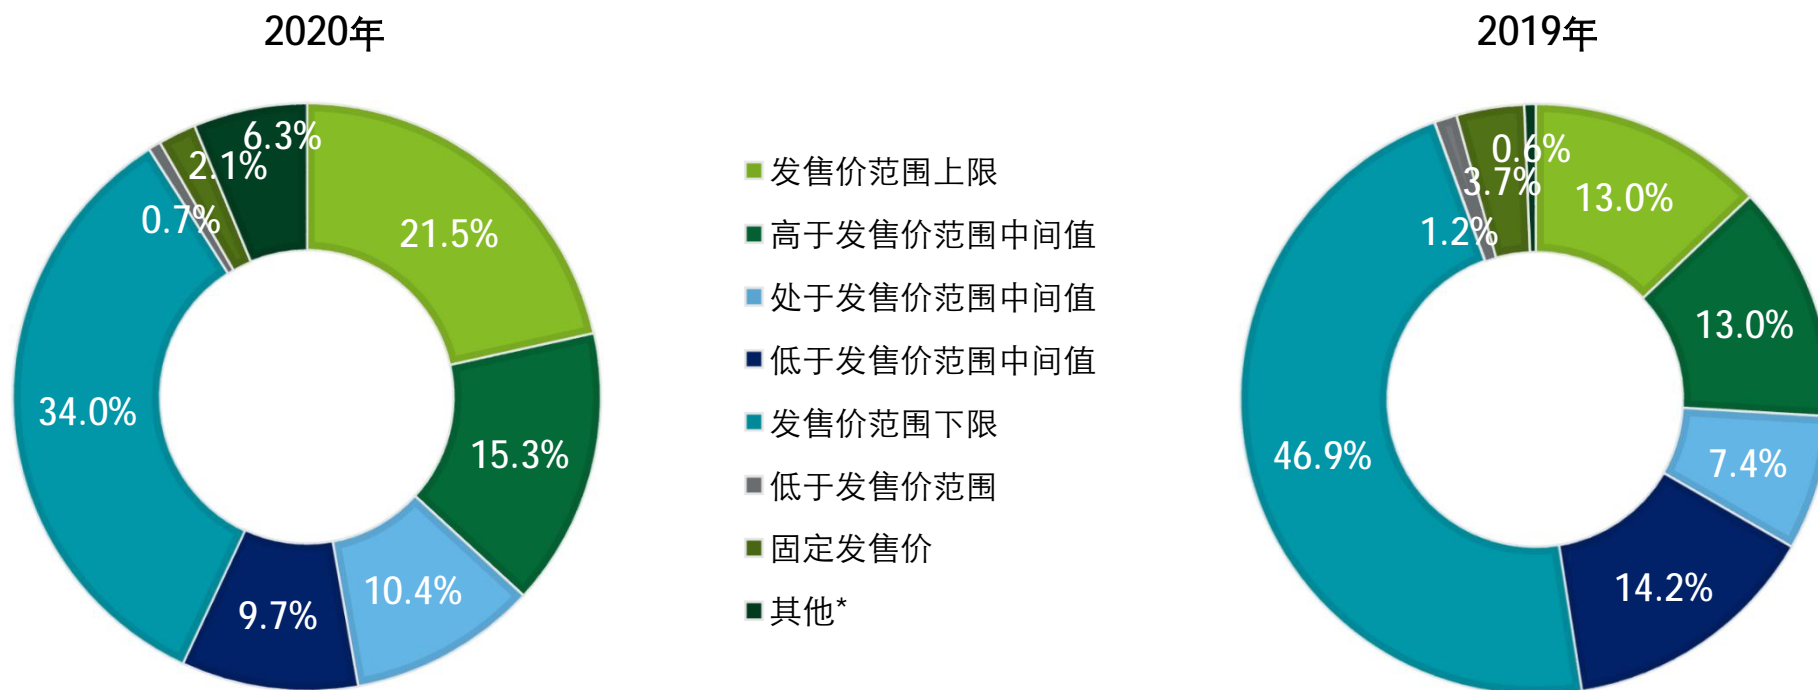 2020年
6.3%
2.1%
0.7%
21.5%
34.0%
15.3%
10.4%
9.7%
发售价范围上限
高于发售价范围中间值
处于发售价范围中间值
低于发售价范围中间值
发售价范围下限
低于发售价范围
固定发售价
其他*
2019年
0.6%
3.7%
1.2%
13.0%
13.0%
46.9%
7.4%
14.2%